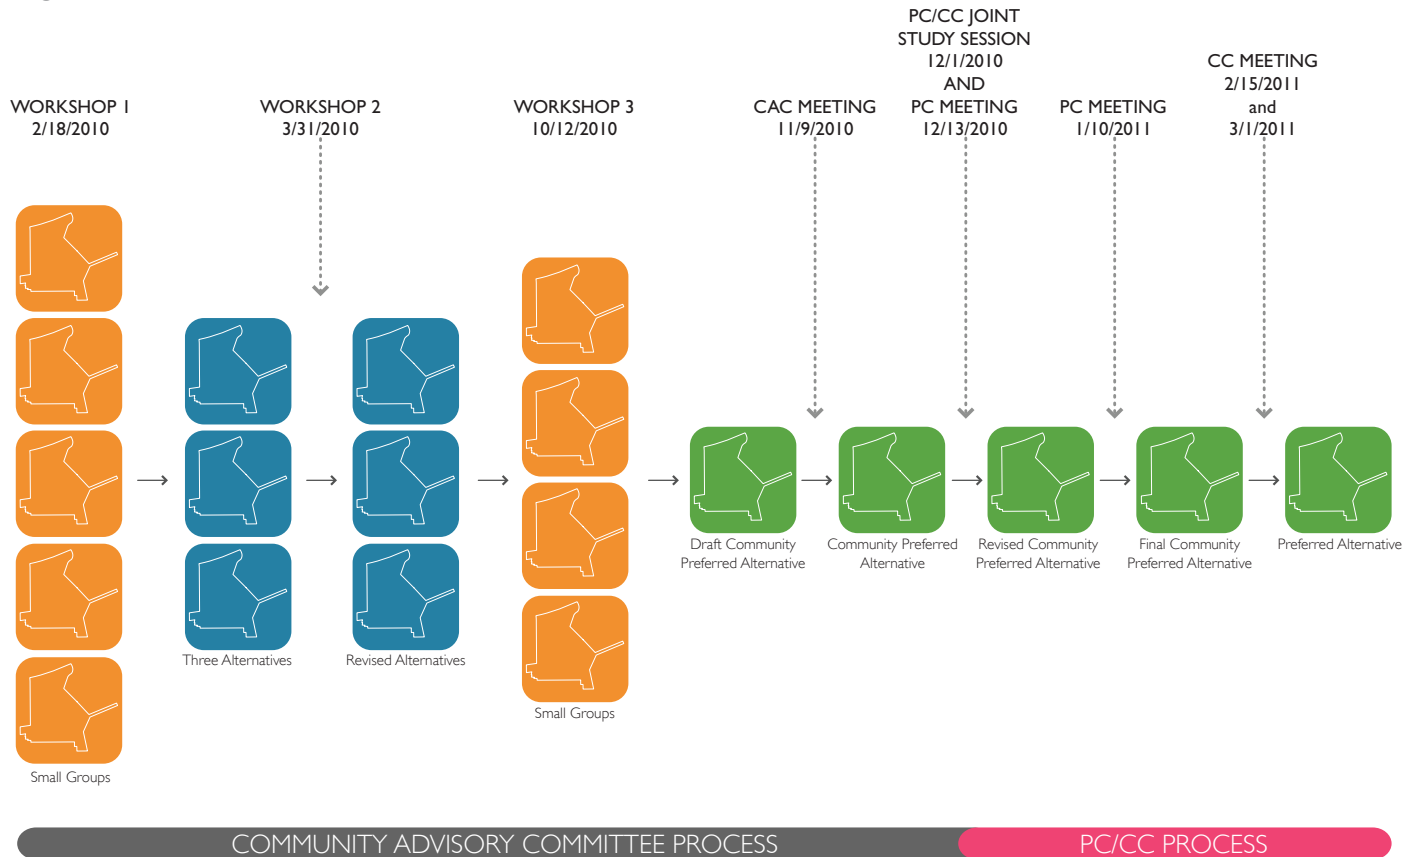 WORKSHOP 1
2/18/2010
WORKSHOP 2
3/31/2010
WORKSHOP 3
10/12/2010
CAC MEETING
11/9/2010
PC/CC JOINT
STUDY SESSION
12/1/2010
AND
PC MEETING
12/13/2010
PC MEETING
1/10/2011
CC MEETING
2/15/2011
and
3/1/2011
Small Groups
Three Alternatives
Revised Alternatives
Small Groups
Draft Community
Preferred Alternative
Community Preferred
Alternative
Revised Community
Preferred Alternative
Final Community
Preferred Alternative
Preferred Alternative
COMMUNITY ADVISORY COMMITTEE PROCESS
PC/CC PROCESS